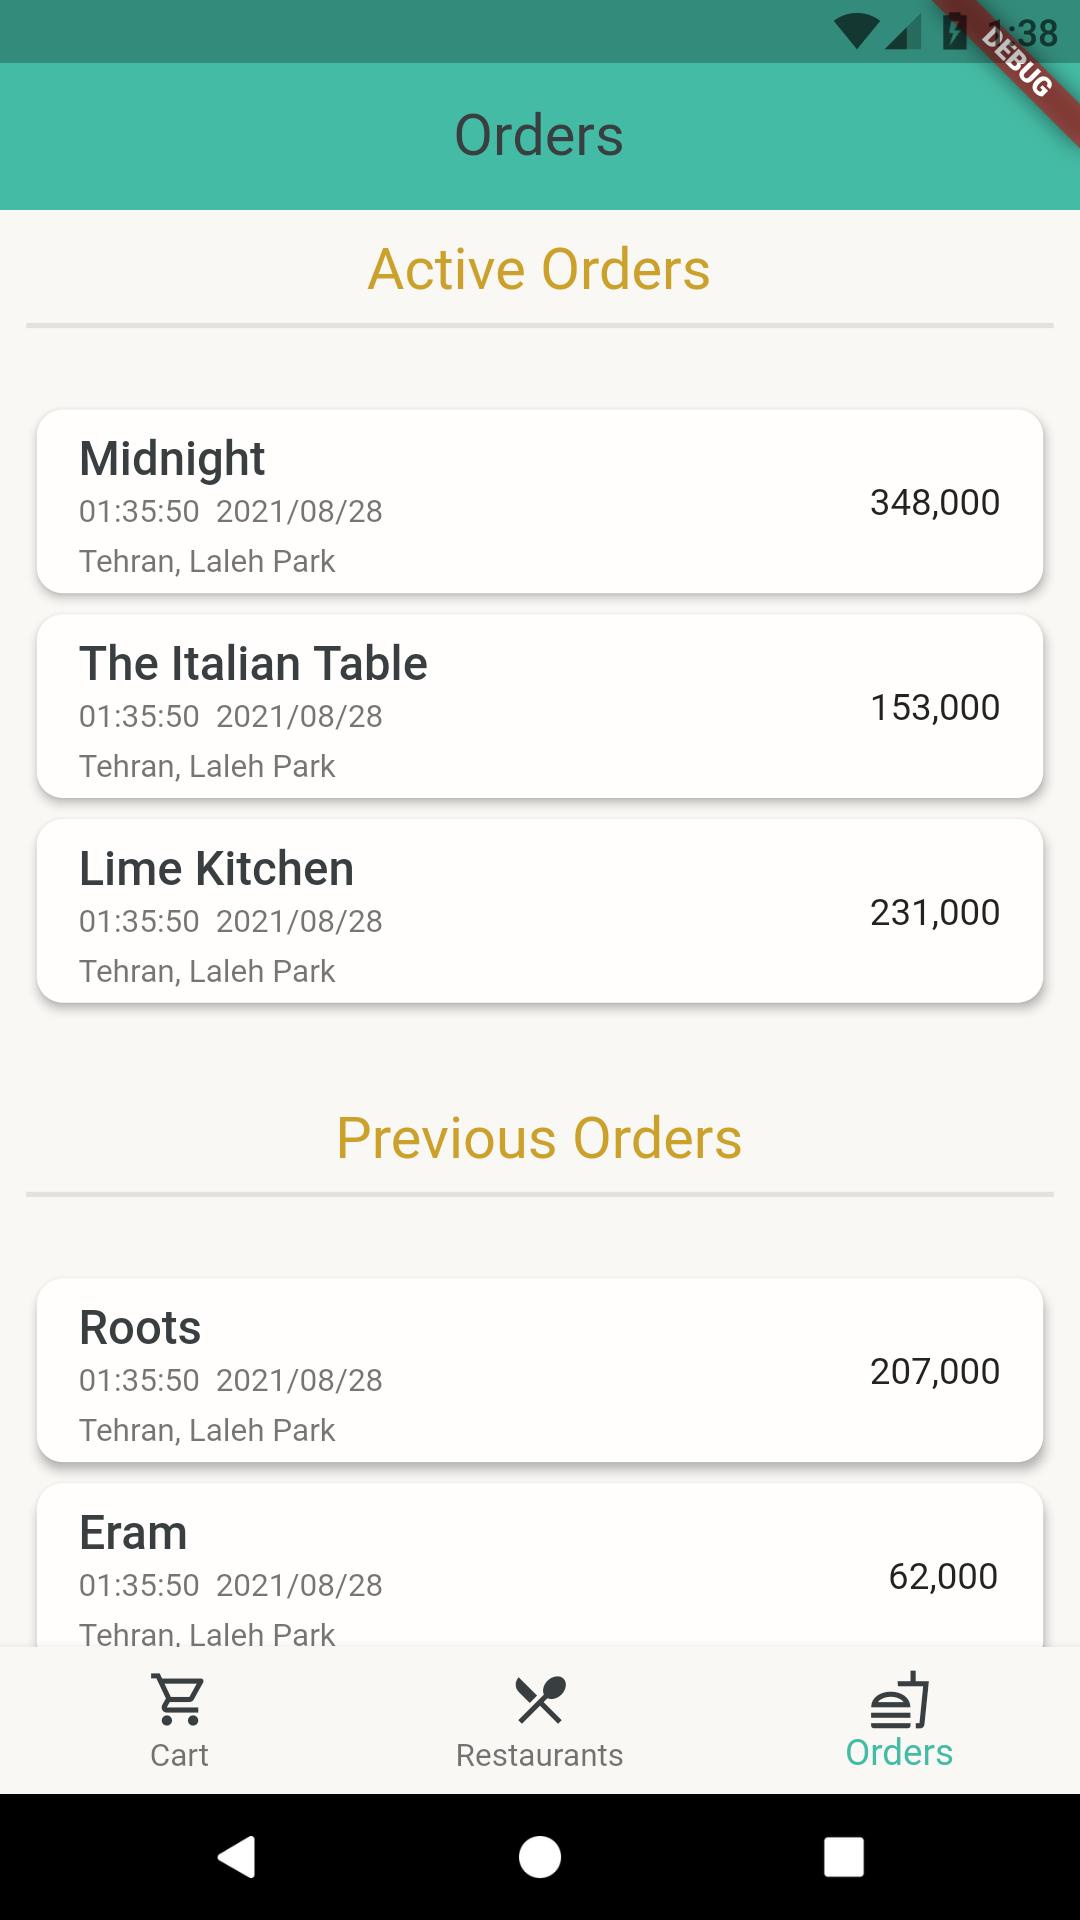 1:38
DEBUG
Orders
Active Orders
Midnight
01:35:50 2021/08/28
348,000
Tehran, Laleh Park
The Italian Table
01:35:50 2021/08/28
153,000
Tehran, Laleh Park
Lime Kitchen
01:35:50 2021/08/28
231,000
Tehran, Laleh Park
Previous Orders
Roots
01:35:50 2021/08/28
207,000
Tehran, Laleh Park
Eram
01:35:50 2021/08/28
62,000
Tehran, Laleh Park
Cart
Restaurants
Orders